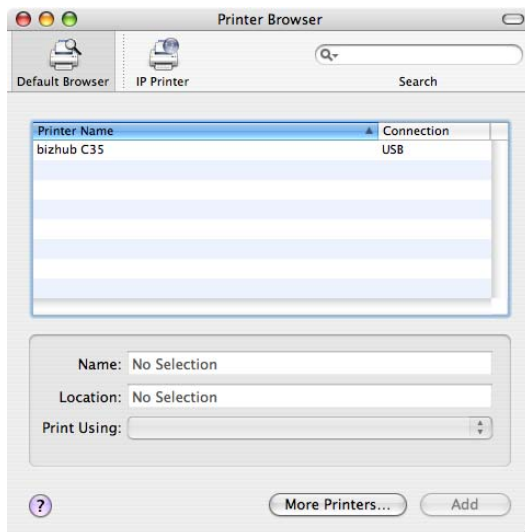 Printer Browser
Default Browser
IP Printer
Search
Printer Name
Connection
bizhub C35
USB
Name: No Selection
Location: No Selection
Print Using:
?
More Printers...
Add